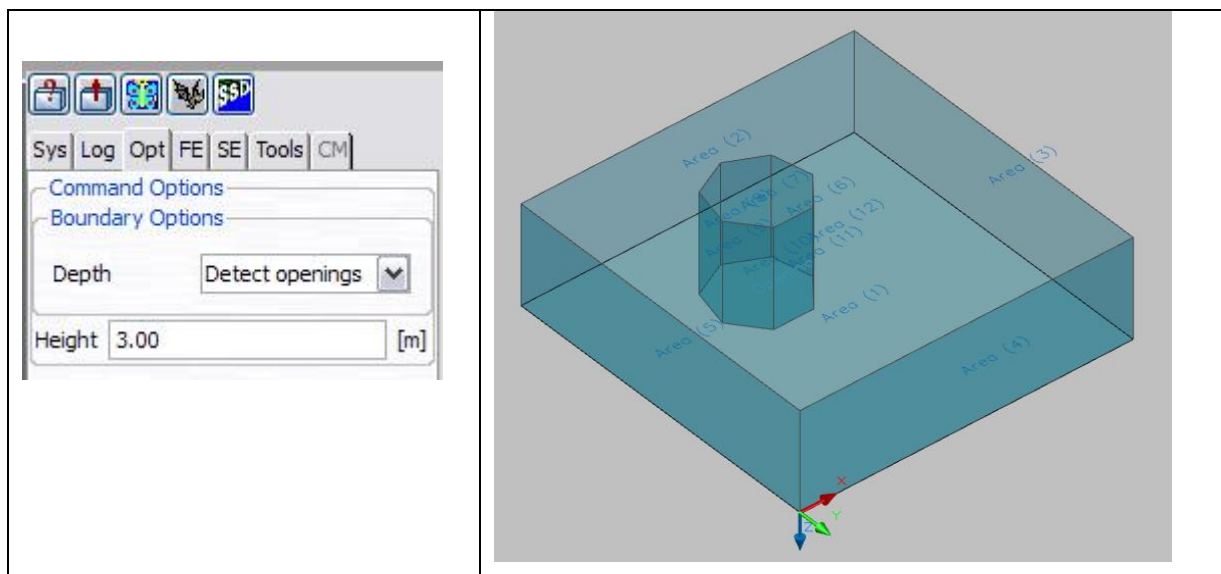 SSD
Sys Log Opt FE SE Tools CM
Command Options
Boundary Options
Depth Detect openings
Height 3.00 [m]
Area (2)
Area (3)
Area (7)
Area (6)
Area (12)
Area (11)
Area (1)
Area (5)
Area (4)
X
Y
Z